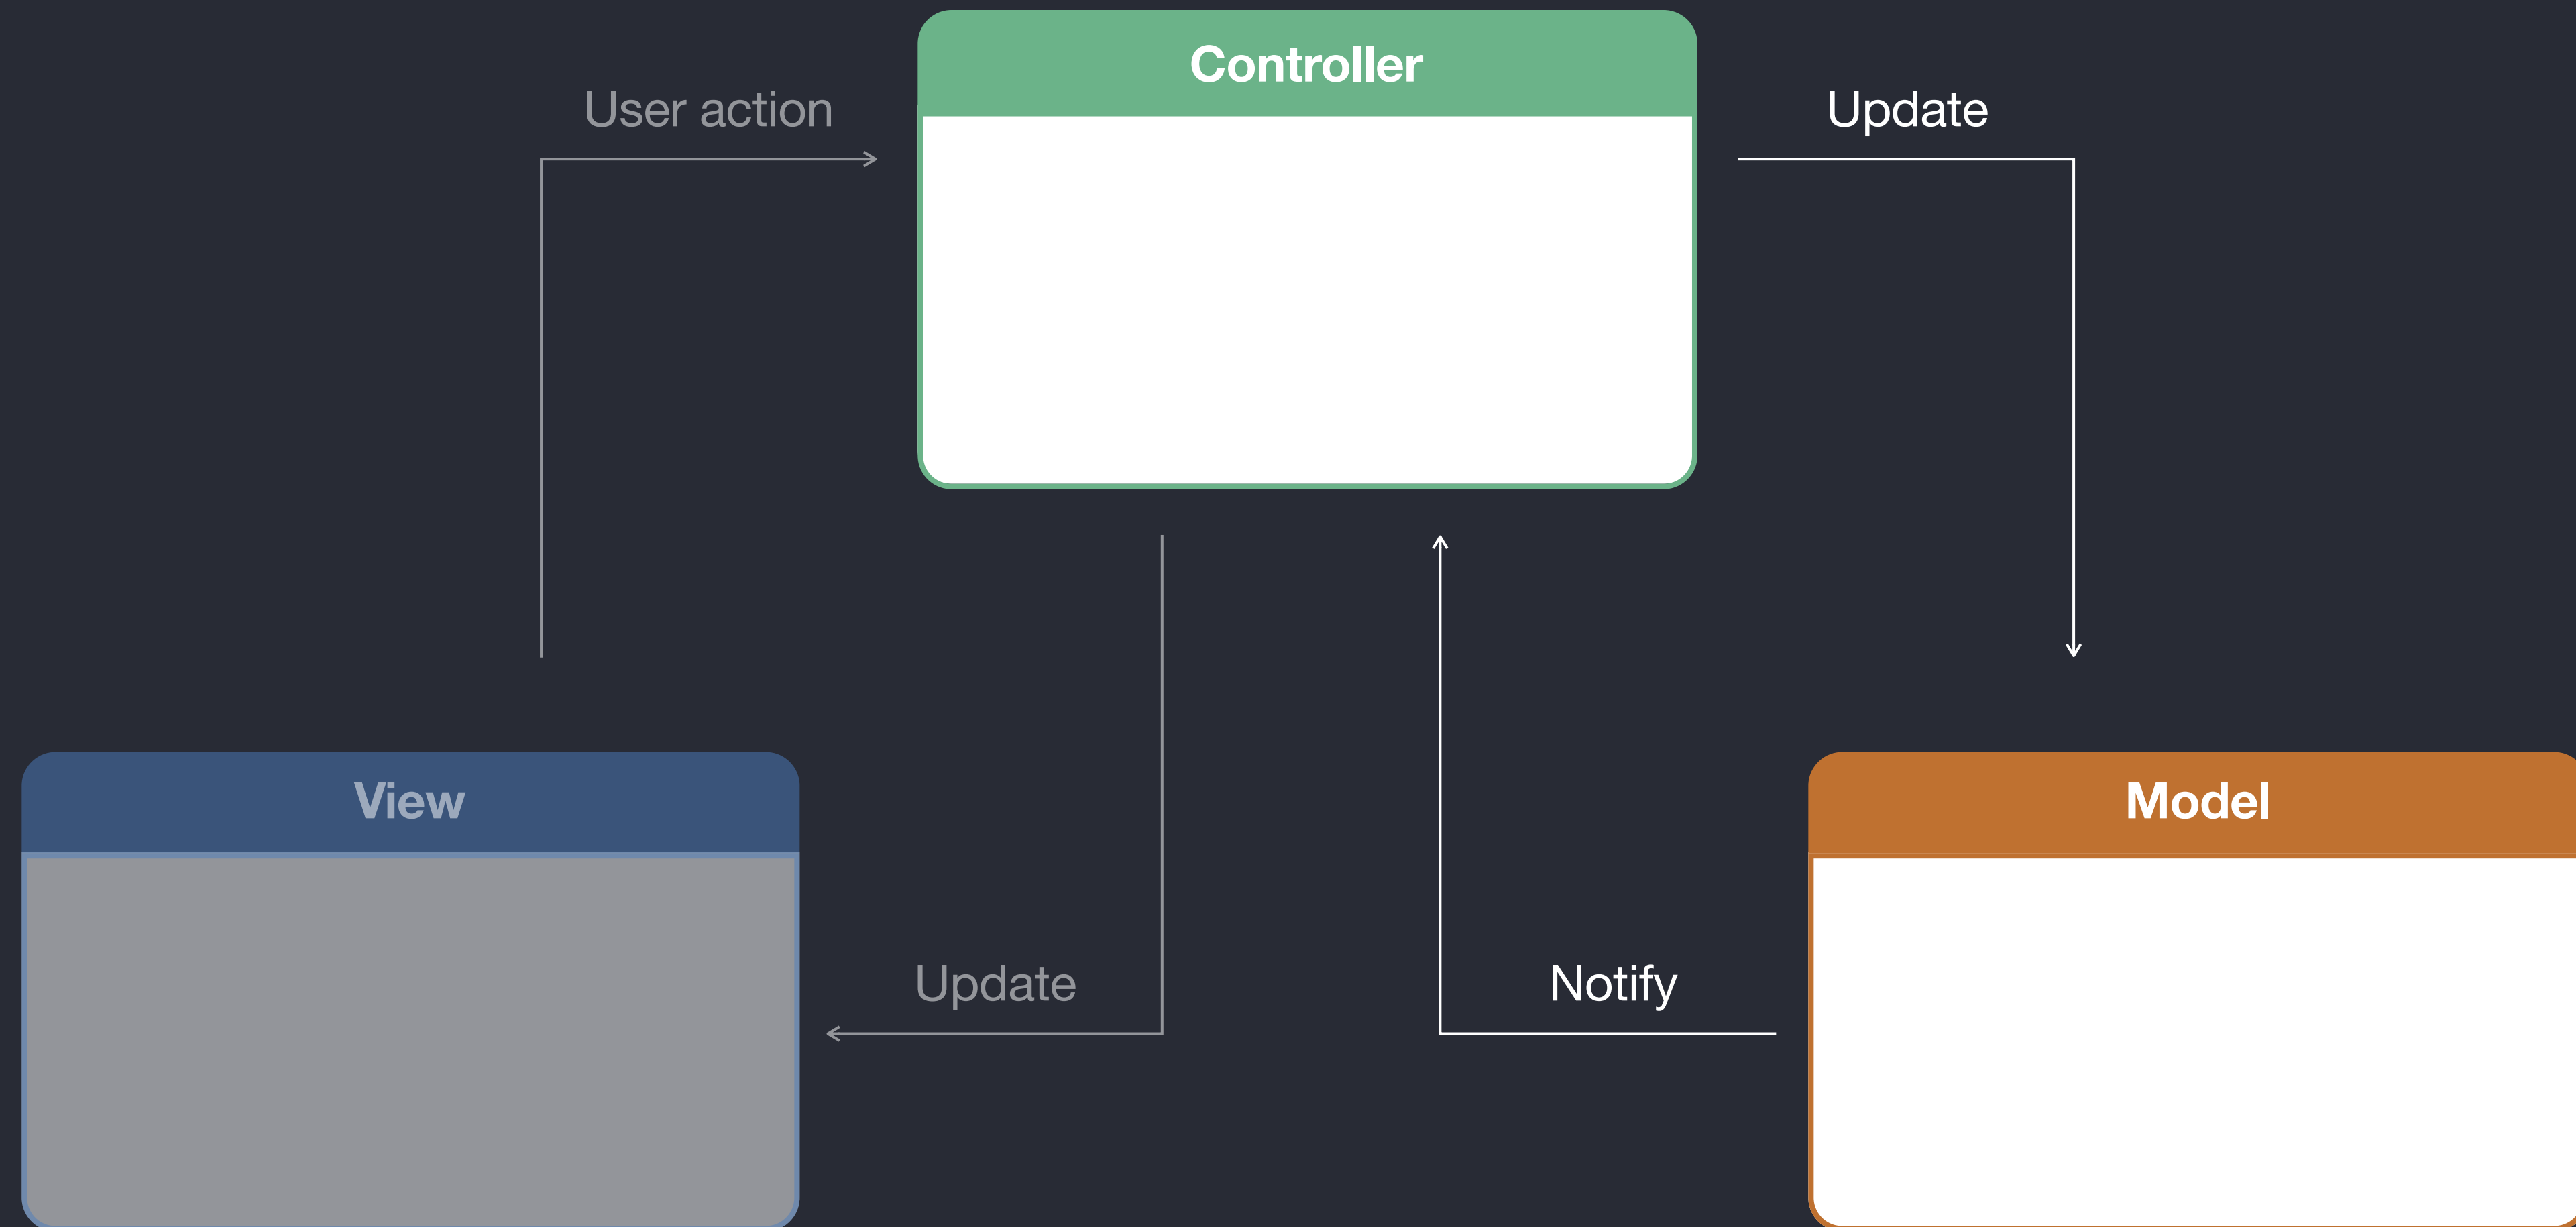 Controller
User action
Update
View
Model
Update
Notify